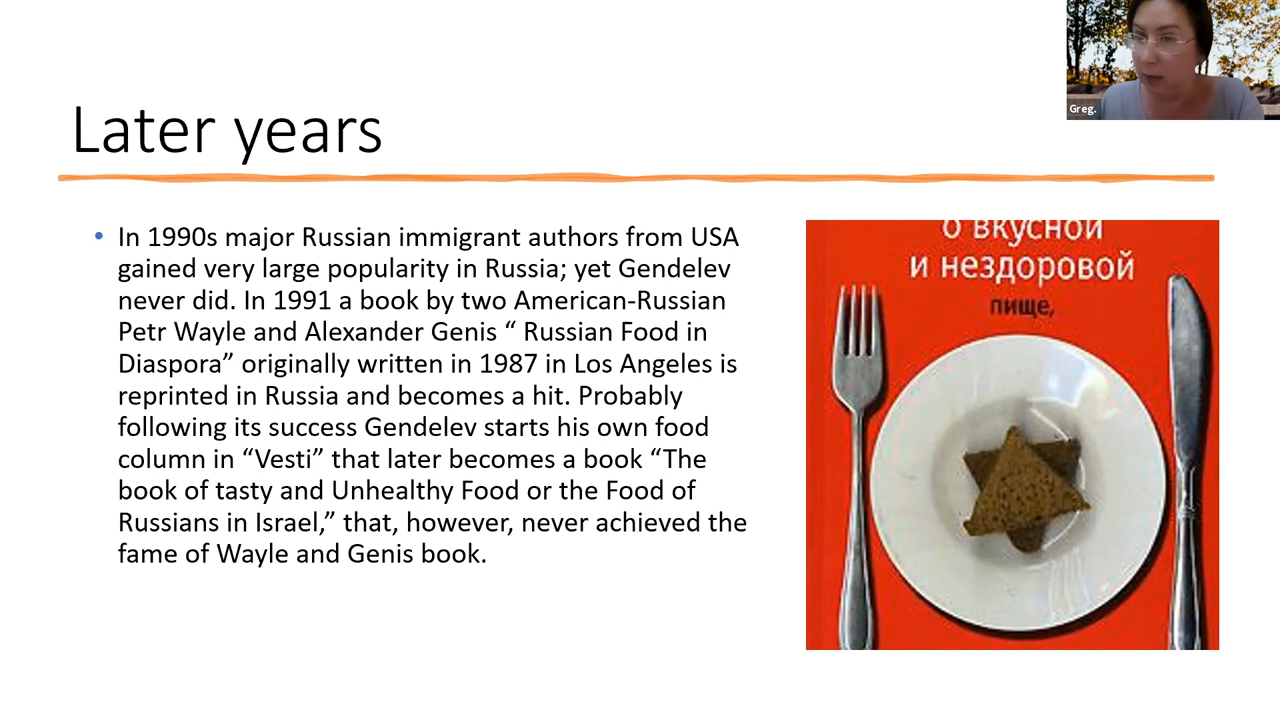 Later years
Greg.
• In 1990s major Russian immigrant authors from USA
gained very large popularity in Russia; yet Gendelev
never did. In 1991 a book by two American-Russian
Petr Wayle and Alexander Genis “ Russian Food in
Diaspora” originally written in 1987 in Los Angeles is
reprinted in Russia and becomes a hit. Probably
following its success Gendelev starts his own food
column in “Vesti” that later becomes a book “The
book of tasty and Unhealthy Food or the Food of
Russians in Israel,” that, however, never achieved the
fame of Wayle and Genis book.
о вкусной
и нездоровой
пище,